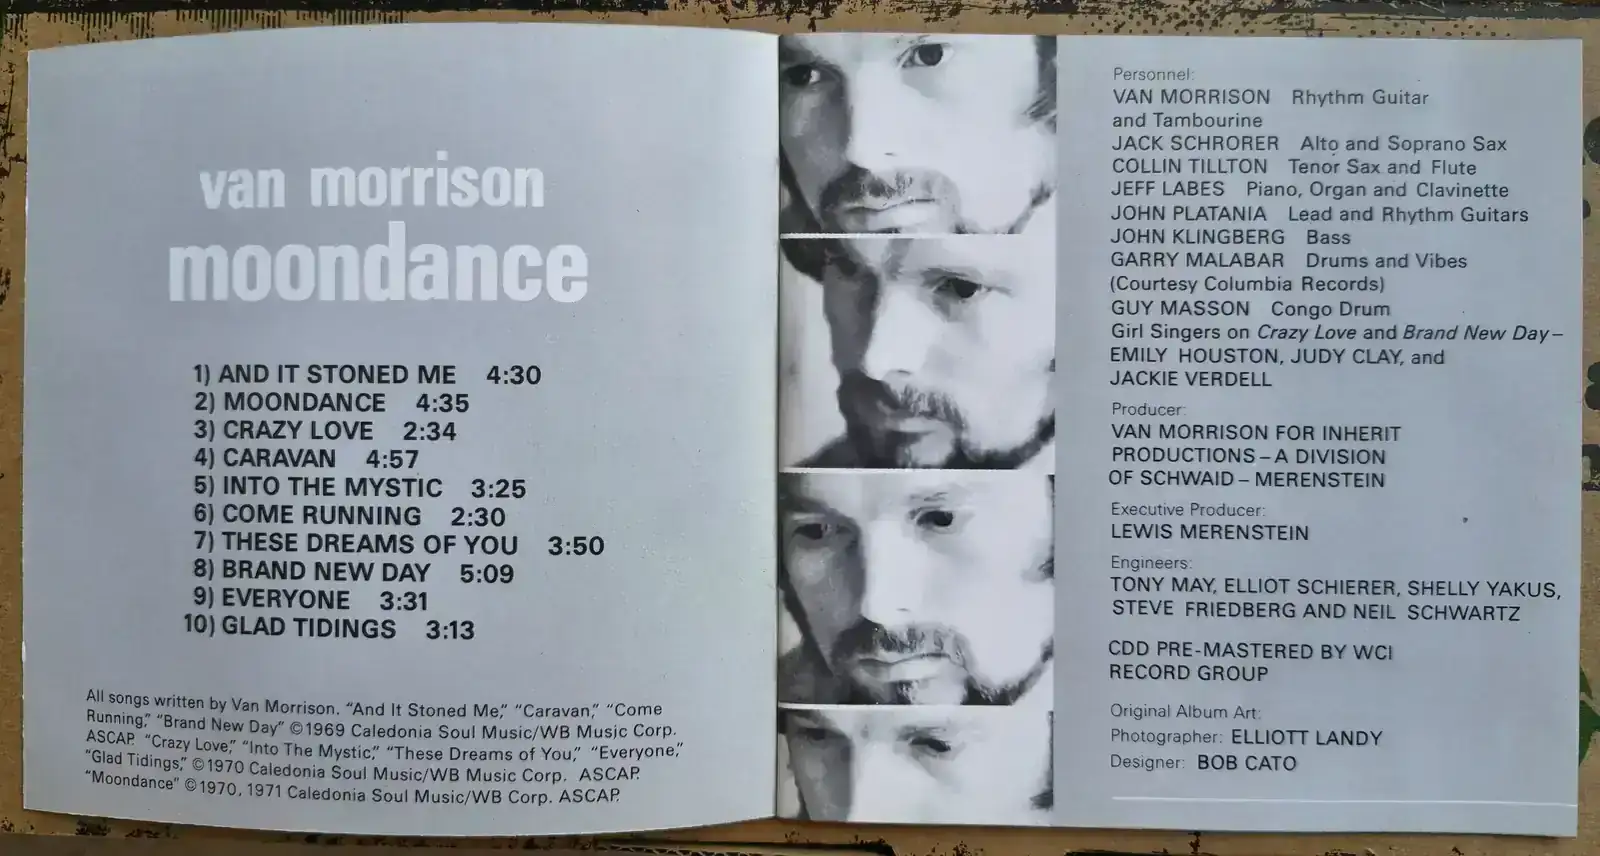 van morrison
moondance
1) AND IT STONED ME 4:30
2) MOONDANCE 4:35
3) CRAZY LOVE 2:34
4) CARAVAN 4:57
5) INTO THE MYSTIC 3:25
6) COME RUNNING 2:30
7) THESE DREAMS OF YOU 3:50
8) BRAND NEW DAY 5:09
9) EVERYONE 3:31
10) GLAD TIDINGS 3:13
All songs written by Van Morrison. “And It Stoned Me,” “Caravan,” “Come
Running,” “Brand New Day” ©1969 Caledonia Soul Music/WB Music Corp.
ASCAP. “Crazy Love,” “Into The Mystic,” “These Dreams of You,” “Everyone,”
“Glad Tidings,” ©1970 Caledonia Soul Music/WB Music Corp. ASCAP.
“Moondance” ©1970, 1971 Caledonia Soul Music/WB Corp. ASCAP.
Personnel:
VAN MORRISON Rhythm Guitar
and Tambourine
JACK SCHRORER Alto and Soprano Sax
COLLIN TILLTON Tenor Sax and Flute
JEFF LABES Piano, Organ and Clavinette
JOHN PLATANIA Lead and Rhythm Guitars
JOHN KLINGBERG Bass
GARRY MALABAR Drums and Vibes
(Courtesy Columbia Records)
GUY MASSON Congo Drum
Girl Singers on Crazy Love and Brand New Day–
EMILY HOUSTON, JUDY CLAY, and
JACKIE VERDELL
Producer:
VAN MORRISON FOR INHERIT
PRODUCTIONS – A DIVISION
OF SCHWAID – MERENSTEIN
Executive Producer:
LEWIS MERENSTEIN
Engineers:
TONY MAY, ELLIOT SCHIERER, SHELLY YAKUS,
STEVE FRIEDBERG AND NEIL SCHWARTZ
CDD PRE-MASTERED BY WCI
RECORD GROUP
Original Album Art:
Photographer: ELLIOTT LANDY
Designer: BOB CATO